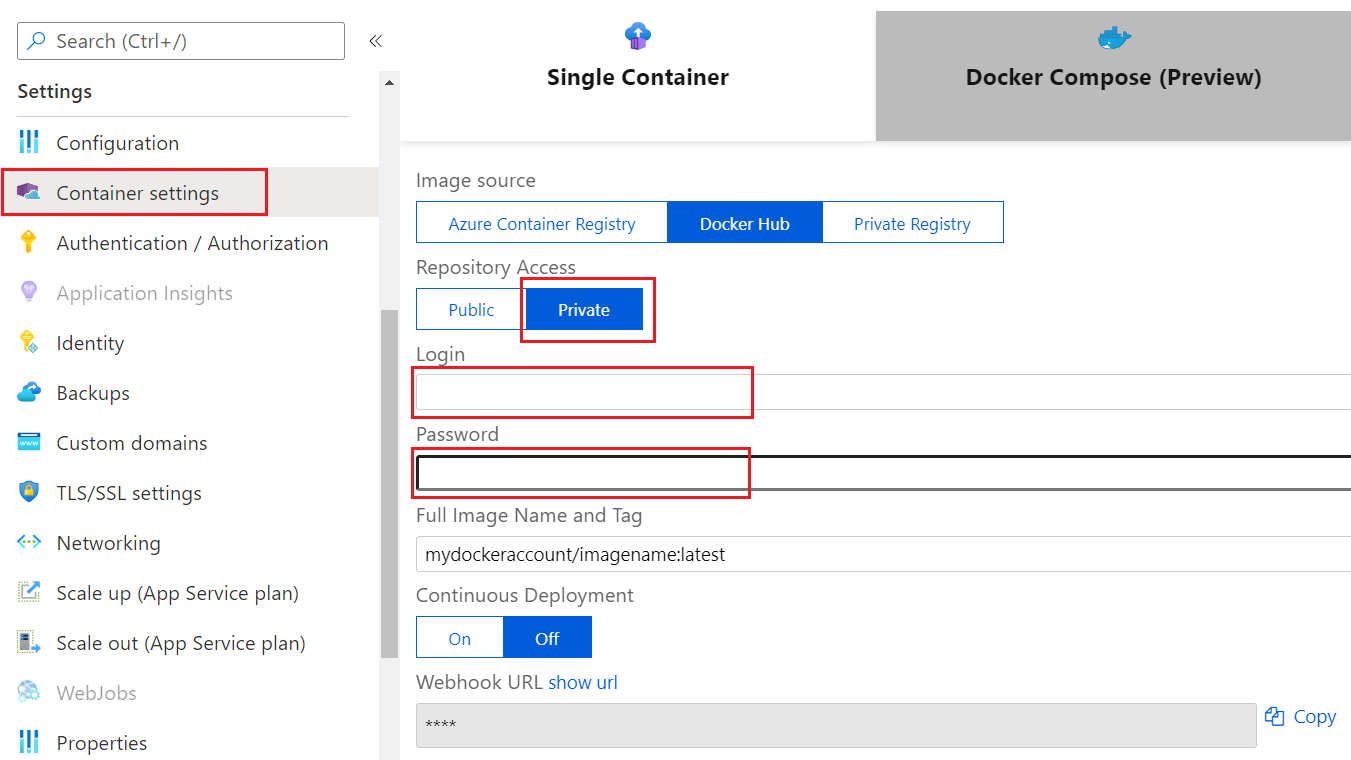 Search (Ctrl+/)
«
Settings
Configuration
Container settings
Authentication / Authorization
Application Insights
Identity
Backups
Custom domains
www
TLS/SSL settings
Networking
Scale up (App Service plan)
Scale out (App Service plan)
WebJobs
Properties
Single Container
Docker Compose (Preview)
Image source
Azure Container Registry
Docker Hub
Private Registry
Repository Access
Public
Private
Login
Password
Full Image Name and Tag
mydockeraccount/imagename:latest
Continuous Deployment
On
Off
Webhook URL show url
****
Copy